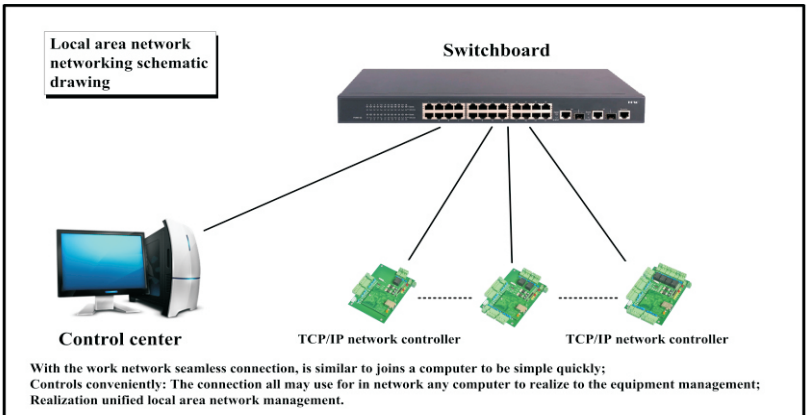 Local area network
networking schematic
drawing
Switchboard
Control center
TCP/IP network controller
TCP/IP network controller
With the work network seamless connection, is similar to joins a computer to be simple quickly;
Controls conveniently: The connection all may use for in network any computer to realize to the equipment management;
Realization unified local area network management.